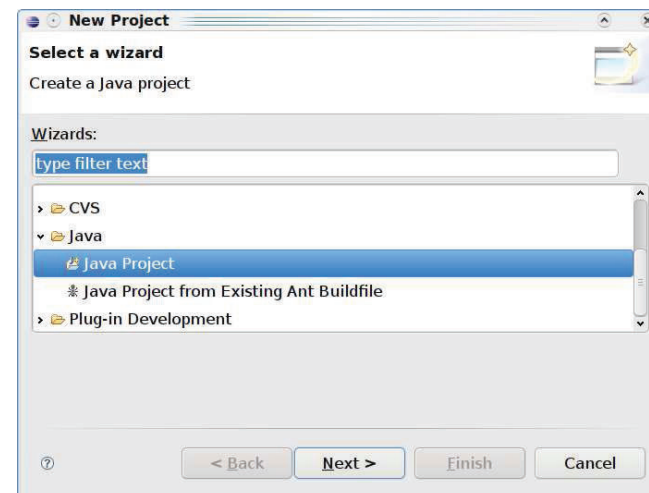 New Project
Select a wizard
Create a Java project
Wizards:
type filter text
CVS
Java
Java Project
Java Project from Existing Ant Buildfile
Plug-in Development
< Back Next > Finish Cancel